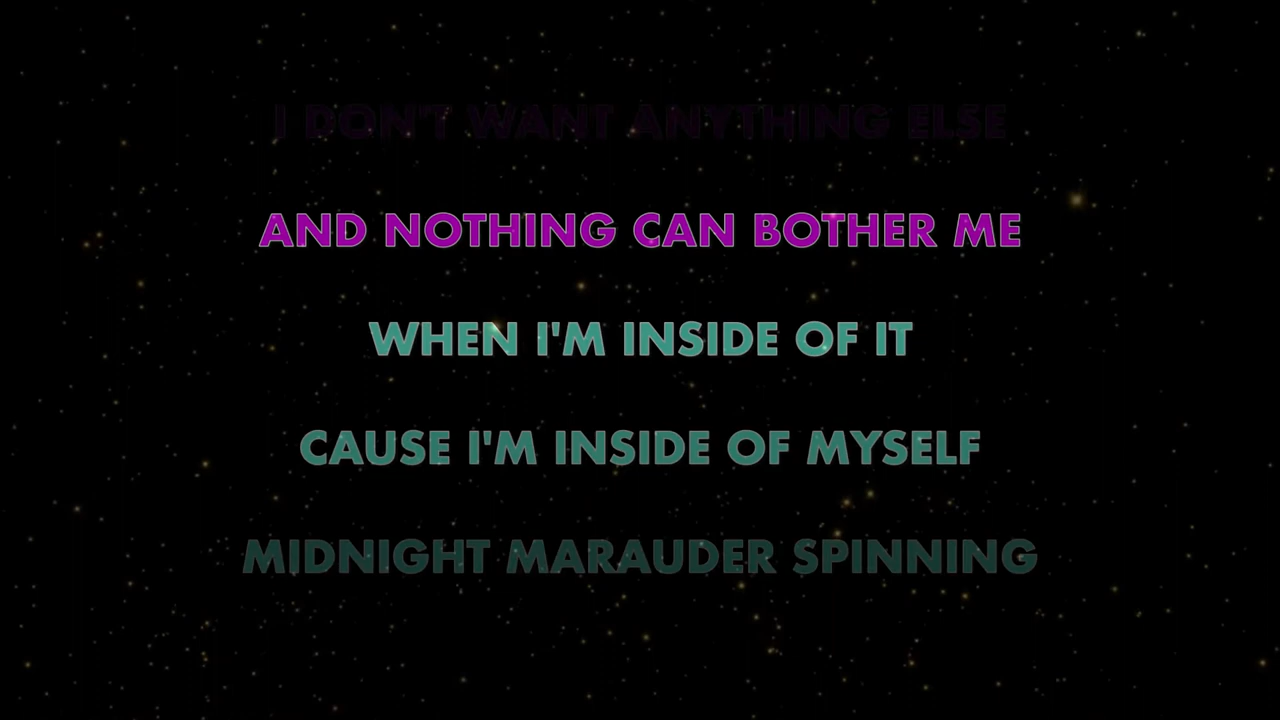 I DON'T WANT ANYTHING ELSE
AND NOTHING CAN BOTHER ME
WHEN I'M INSIDE OF IT
CAUSE I'M INSIDE OF MYSELF
MIDNIGHT MARAUDER SPINNING